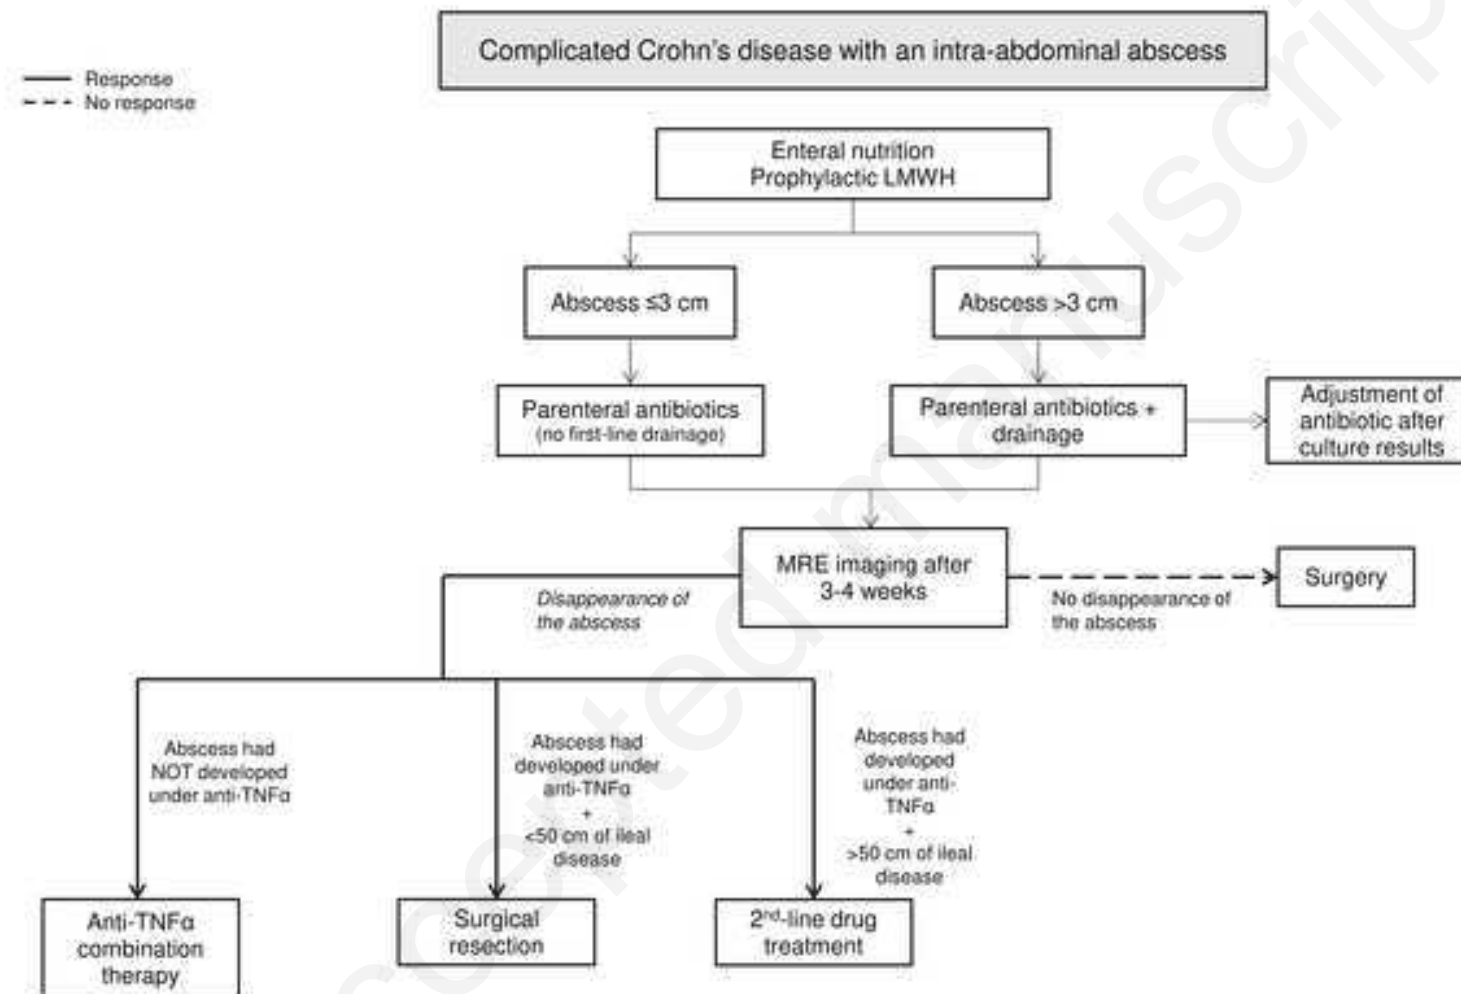 Complicated Crohn's disease with an intra-abdominal abscess
Response
No response
Enteral nutrition
Prophylactic LMWH
Abscess ≤3 cm
Abscess >3 cm
Parenteral antibiotics
(no first-line drainage)
Parenteral antibiotics +
drainage
Adjustment of
antibiotic after
culture results
MRE imaging after
3-4 weeks
Disappearance of
the abscess
No disappearance of
the abscess
Surgery
Abscess had
NOT developed
under anti-TNFα
Abscess had
developed under
anti-TNFα
+
<50 cm of ileal
disease
Abscess had
developed
under anti-
TNFα
+
>50 cm of ileal
disease
Anti-TNFα
combination
therapy
Surgical
resection
2nd-line drug
treatment
cepted manuscrip